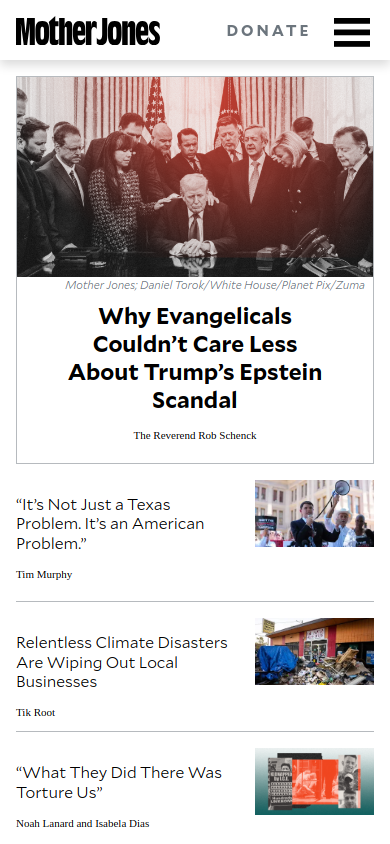 Mother Jones
DONATE
Mother Jones; Daniel Torok/White House/Planet Pix/Zuma
Why Evangelicals
Couldn’t Care Less
About Trump’s Epstein
Scandal
The Reverend Rob Schenck
“It’s Not Just a Texas
Problem. It’s an American
Problem.”
Tim Murphy
Relentless Climate Disasters
Are Wiping Out Local
Businesses
Tik Root
“What They Did There Was
Torture Us”
Noah Lanard and Isabela Dias